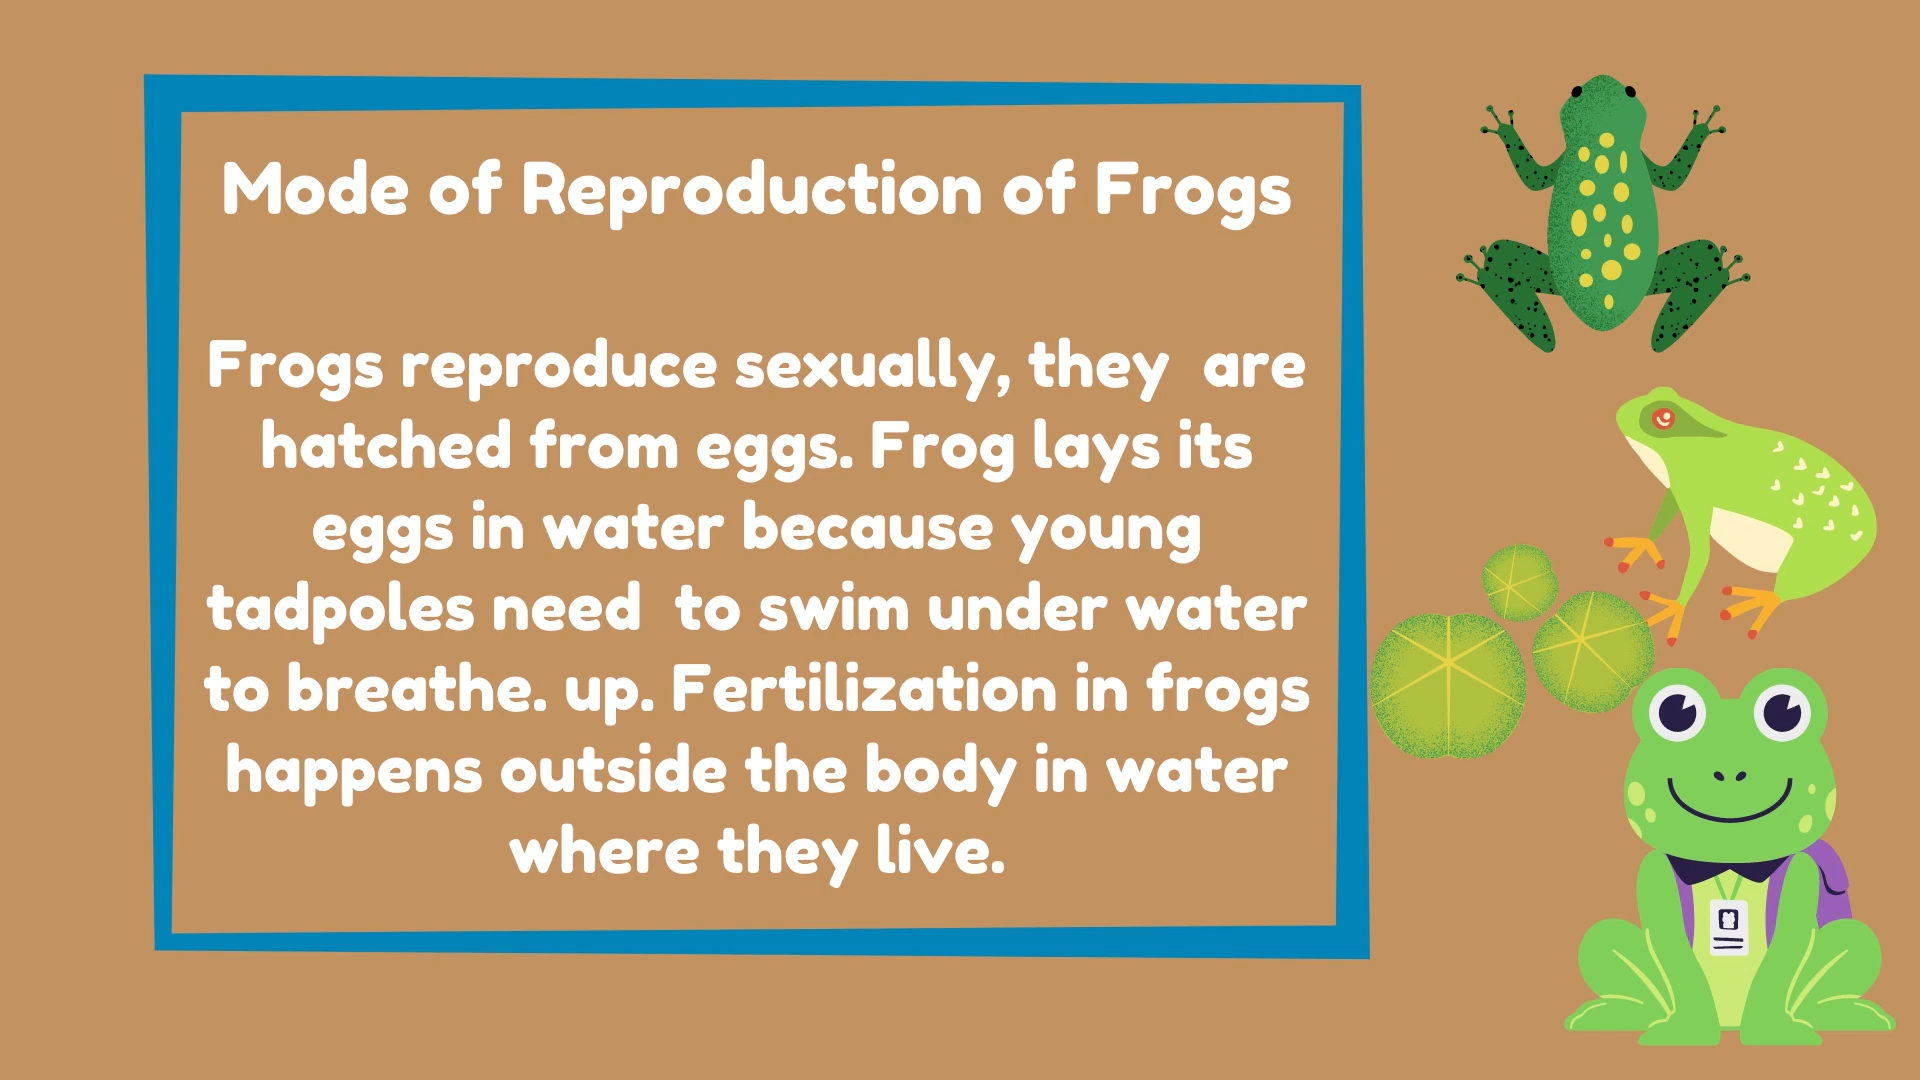 Mode of Reproduction of Frogs
Frogs reproduce sexually, they  are
hatched from eggs. Frog lays its
eggs in water because young
tadpoles need  to swim under water
to breathe. up. Fertilization in frogs
happens outside the body in water
where they live.